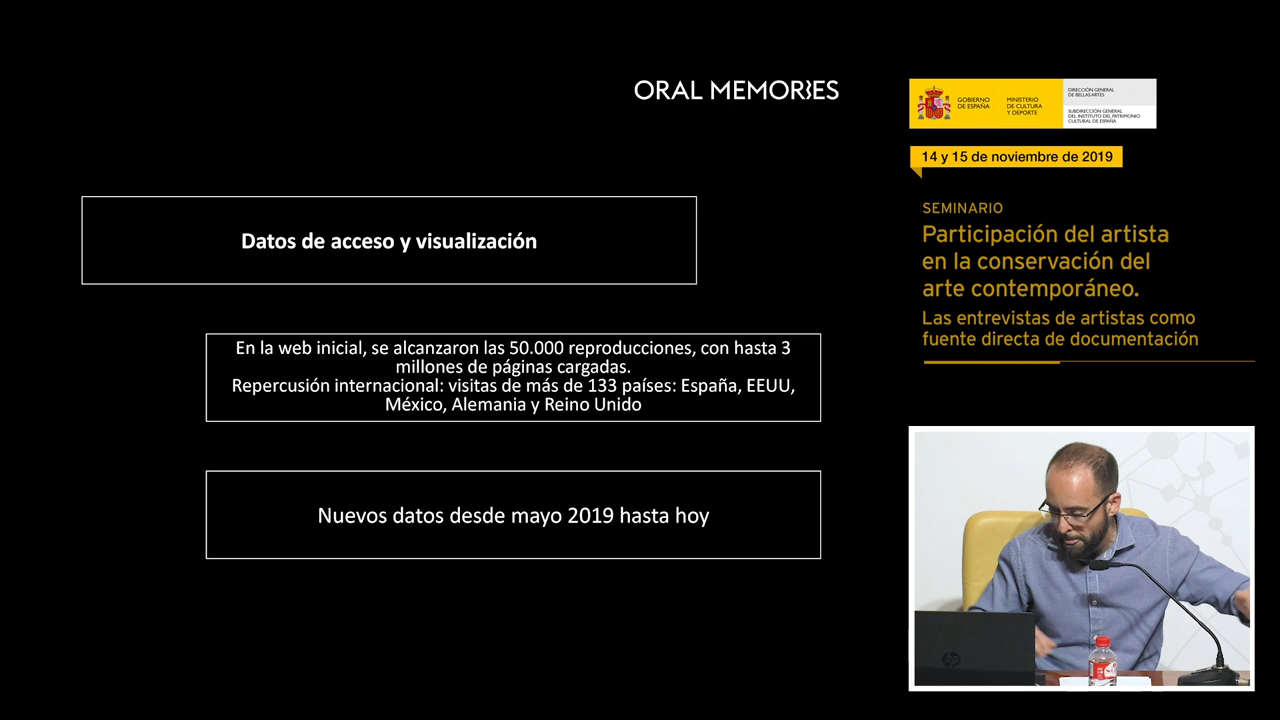 ORAL MEMORIES
GOBIERNO
DE ESPAÑA
MINISTERIO
DE CULTURA
Y DEPORTE
DIRECCIÓN GENERAL
DE BELLAS ARTES
SUBDIRECCIÓN GENERAL
DEL INSTITUTO DEL PATRIMONIO
CULTURAL DE ESPAÑA
14 y 15 de noviembre de 2019
SEMINARIO
Participación del artista
en la conservación del
arte contemporáneo.
Las entrevistas de artistas como
fuente directa de documentación
Datos de acceso y visualización
En la web inicial, se alcanzaron las 50.000 reproducciones, con hasta 3
millones de páginas cargadas.
Repercusión internacional: visitas de más de 133 países: España, EEUU,
México, Alemania y Reino Unido
Nuevos datos desde mayo 2019 hasta hoy
hp